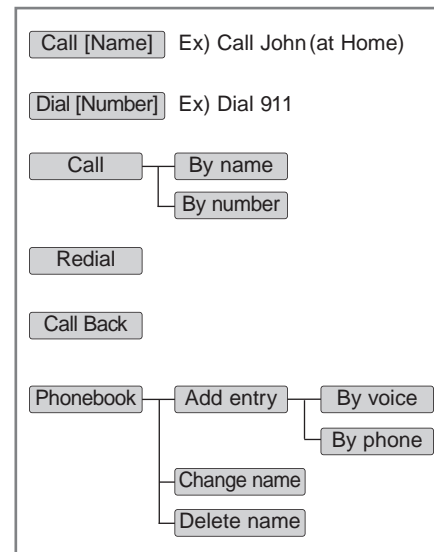 Call [Name] Ex) Call John (at Home)
Dial [Number] Ex) Dial 911
Call By name
By number
Redial
Call Back
Phonebook Add entry By voice
By phone
Change name
Delete name